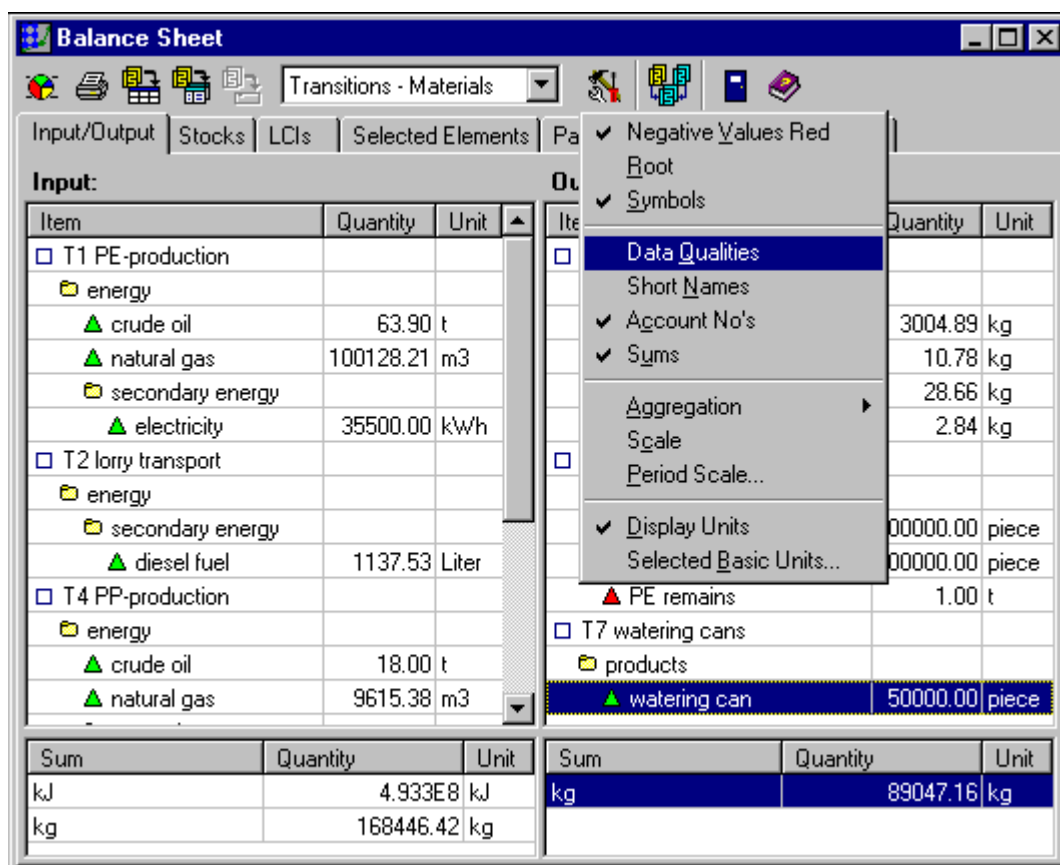 Balance Sheet
Transitions - Materials
Input/Output Stocks LCIs Selected Elements Pa
Input:
Item Quantity Unit
T1 PE-production
energy
crude oil 63.90 t
natural gas 100128.21 m3
secondary energy
electricity 35500.00 kWh
T2 lorry transport
energy
secondary energy
diesel fuel 1137.53 Liter
T4 PP-production
energy
crude oil 18.00 t
natural gas 9615.38 m3
Sum Quantity Unit
kJ 4.933E8 kJ
kg 168446.42 kg
Negative Values Red
Root
Symbols
Data Qualities
Short Names
Account No's
Sums
Aggregation
Scale
Period Scale...
Display Units
Selected Basic Units...
Ou
Ite Quantity Unit
3004.89 kg
10.78 kg
28.66 kg
2.84 kg
00000.00 piece
00000.00 piece
PE remains 1.00 t
T7 watering cans
products
watering can 50000.00 piece
Sum Quantity Unit
kg 89047.16 kg